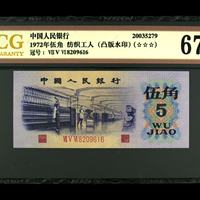 CG
GUARANTY
中国人民银行
20035279
1972年伍角 纺织工人（凸版水印）(☆☆☆)
冠号: Ⅶ Ⅴ Ⅵ 8209616
67
中国人民银行
伍角
5
WU
JIAO
Ⅶ Ⅴ Ⅵ 8209616